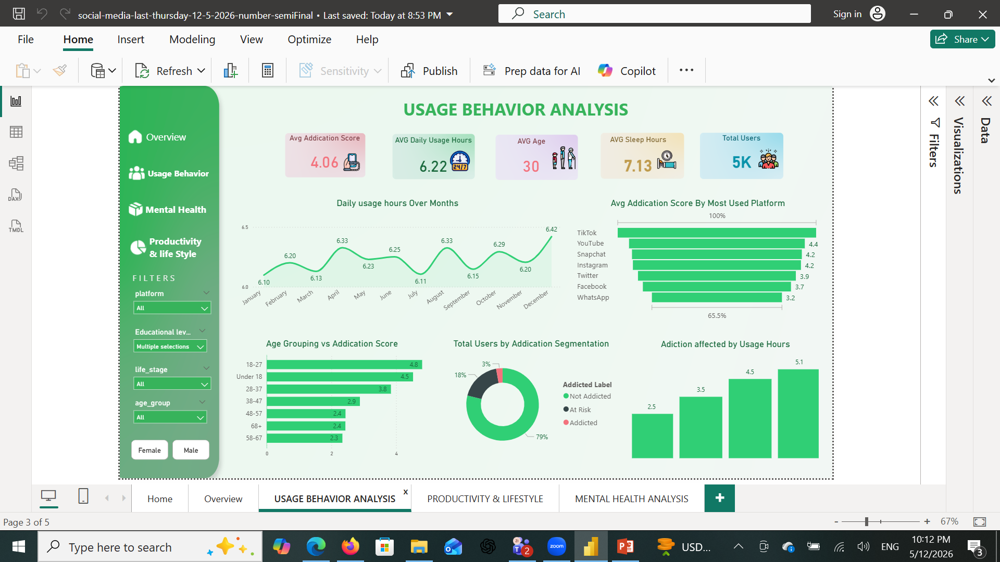 social-media-last-thursday-12-5-2026-number-semiFinal • Last saved: Today at 8:53 PM
Search
Sign in
File
Home
Insert
Modeling
View
Optimize
Help
Share
Refresh
Sensitivity
Publish
Prep data for AI
Copilot
DAX
TMDL
Overview
Usage Behavior
Mental Health
Productivity
& life Style
FILTERS
platform
All
Educational lev...
Multiple selections
life_stage
All
age_group
All
Female
Male
USAGE BEHAVIOR ANALYSIS
Avg Addication Score
4.06
AVG Daily Usage Hours
6.22
24/7
AVG Age
30
AVG Sleep Hours
7.13
Total Users
5K
Daily usage hours Over Months
6.5
6.0
6.10
6.20
6.13
6.33
6.23
6.25
6.11
6.33
6.15
6.29
6.20
6.42
January
February
March
April
May
June
July
August
September
October
November
December
Avg Addication Score By Most Used Platform
100%
TikTok
YouTube 4.4
Snapchat 4.2
Instagram 4.2
Twitter 3.9
Facebook 3.7
WhatsApp 3.2
65.5%
Age Grouping vs Addication Score
18-27 4.8
Under 18 4.5
28-37 3.8
38-47 2.9
48-57 2.4
68+ 2.4
58-67 2.3
0 2 4
Total Users by Addication Segmentation
3%
18%
79%
Addicted Label
Not Addicted
At Risk
Addicted
Adiction affected by Usage Hours
2.5
3.5
4.5
5.1
Filters
Visualizations
Data
Home
Overview
USAGE BEHAVIOR ANALYSIS
x
PRODUCTIVITY & LIFESTYLE
MENTAL HEALTH ANALYSIS
+
Page 3 of 5
- + 67%
Type here to search
2
zoom
USD...
ENG
10:12 PM
5/12/2026
3